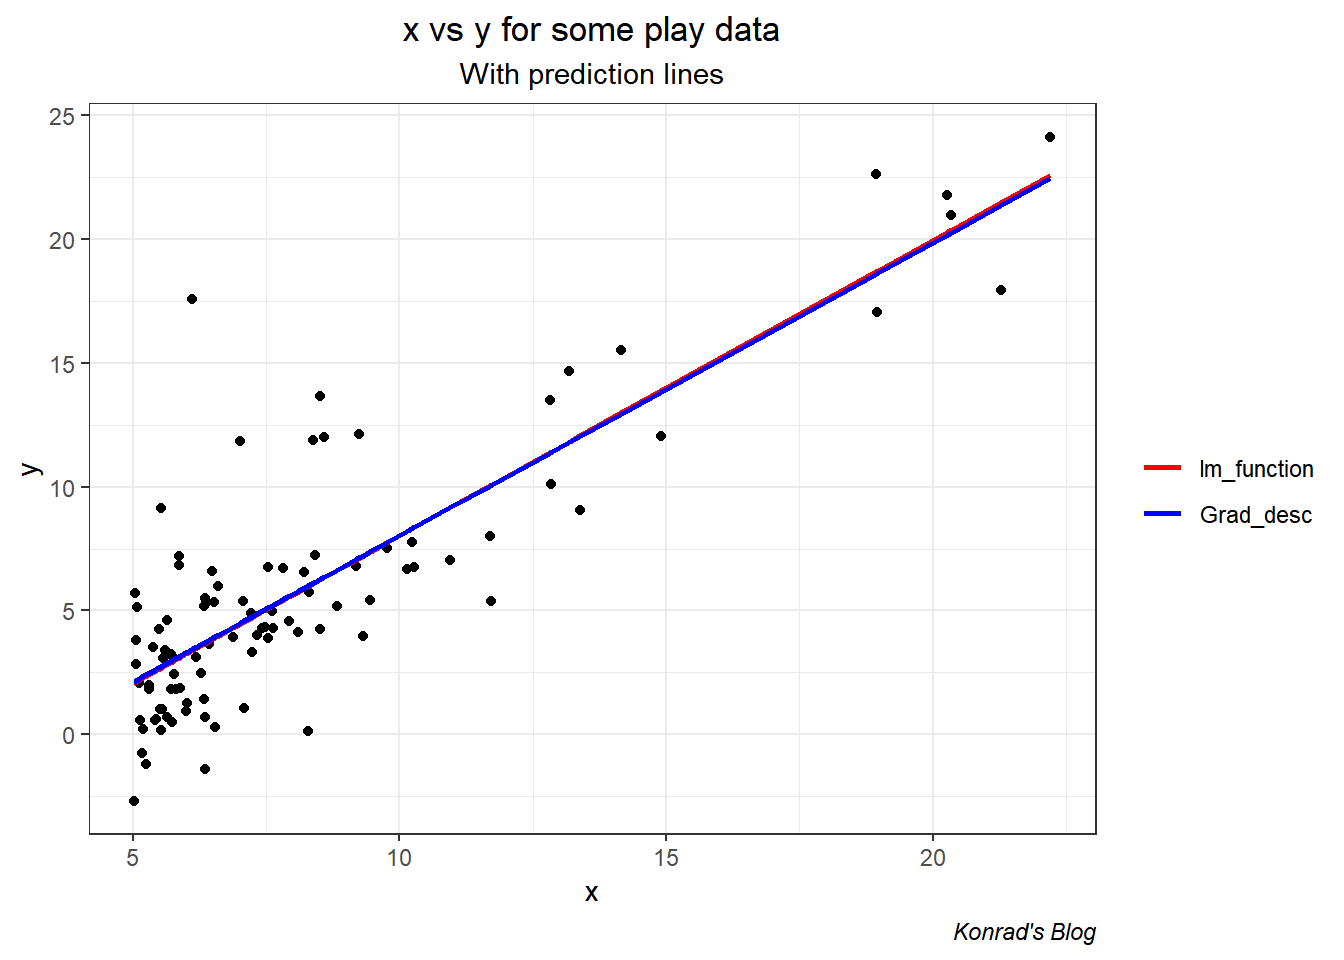 x vs y for some play data
With prediction lines
25
20
15
10
5
0
y
5
10
15
20
x
lm_function
Grad_desc
Konrad's Blog